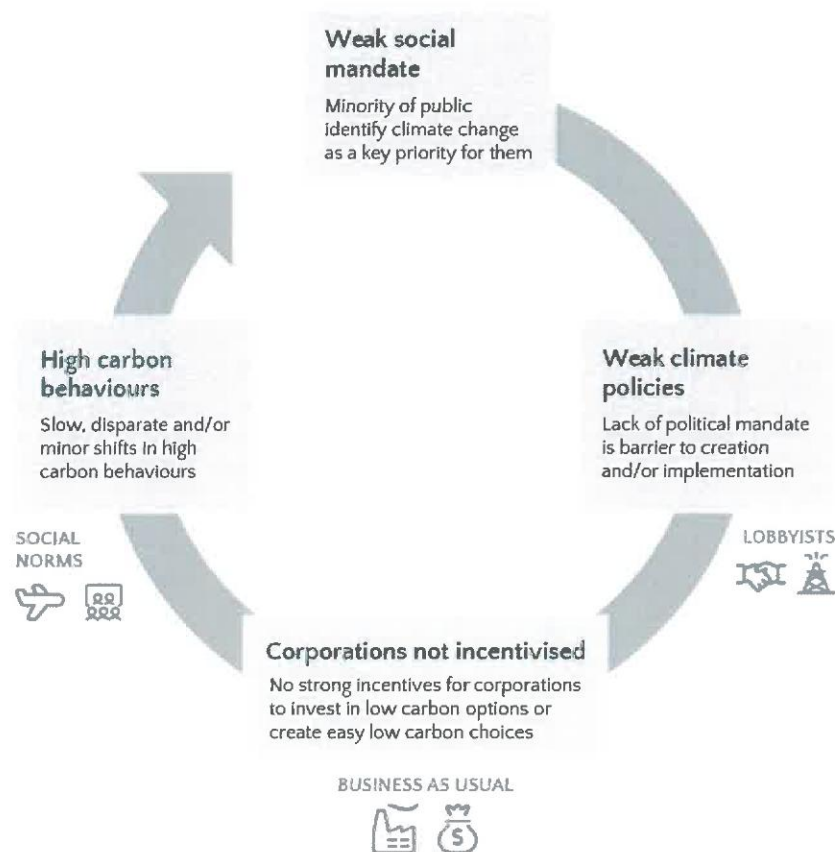 Weak social
mandate
Minority of public
identify climate change
as a key priority for them
Weak climate
policies
Lack of political mandate
is barrier to creation
and/or implementation
LOBBYISTS
Corporations not incentivised
No strong incentives for corporations
to invest in low carbon options or
create easy low carbon choices
BUSINESS AS USUAL
$
High carbon
behaviours
Slow, disparate and/or
minor shifts in high
carbon behaviours
SOCIAL
NORMS